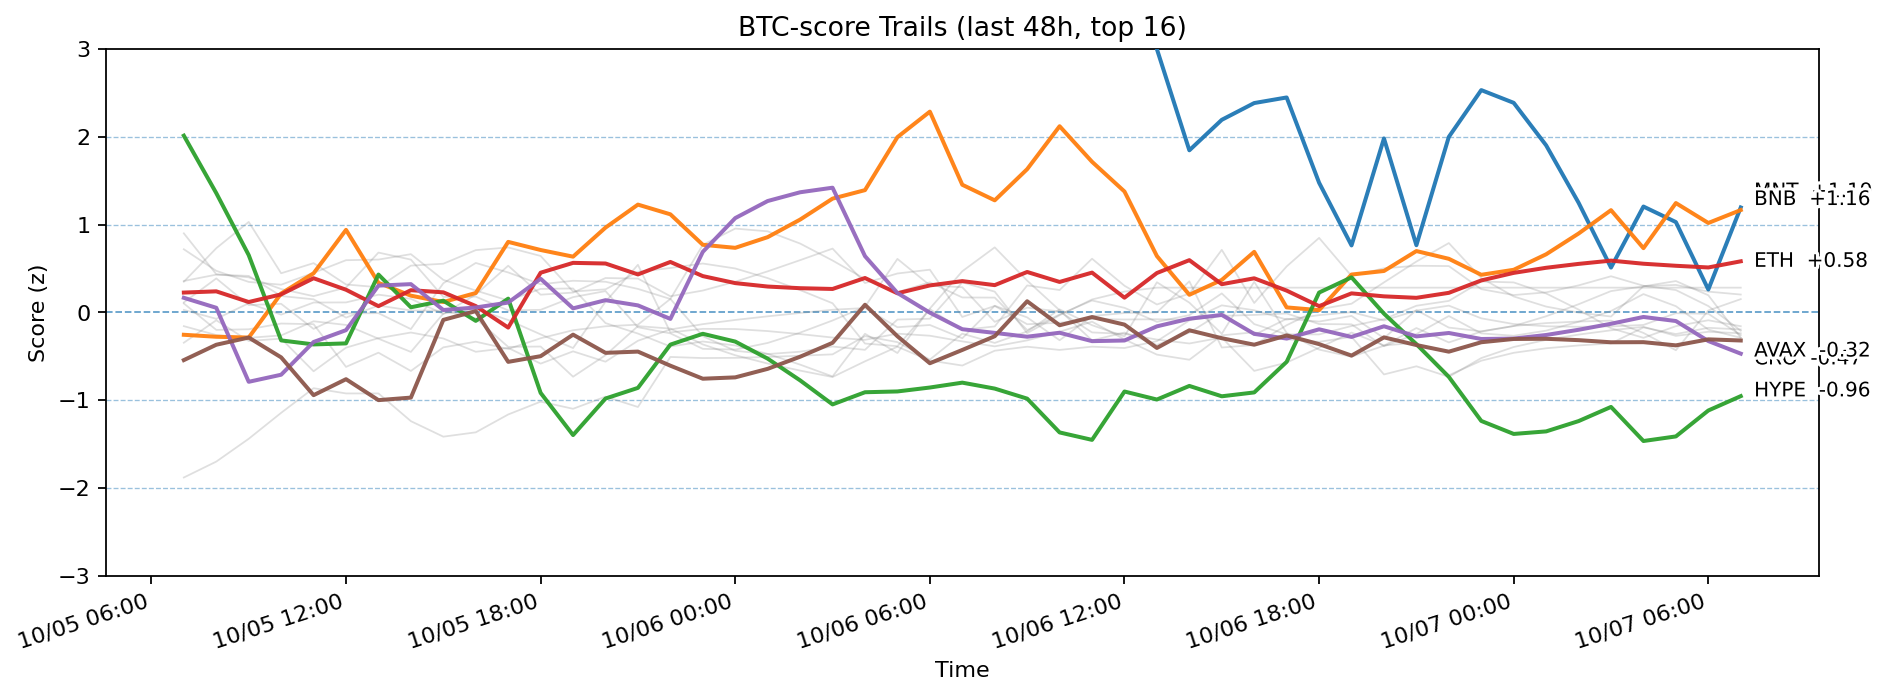 BTC-score Trails (last 48h, top 16)
Score (z)
3
2
1
0
−1
−2
−3
BNB +1.16
ETH +0.58
AVAX -0.32
HYPE -0.96
10/05 06:00
10/05 12:00
10/05 18:00
10/06 00:00
10/06 06:00
10/06 12:00
10/06 18:00
10/07 00:00
10/07 06:00
Time